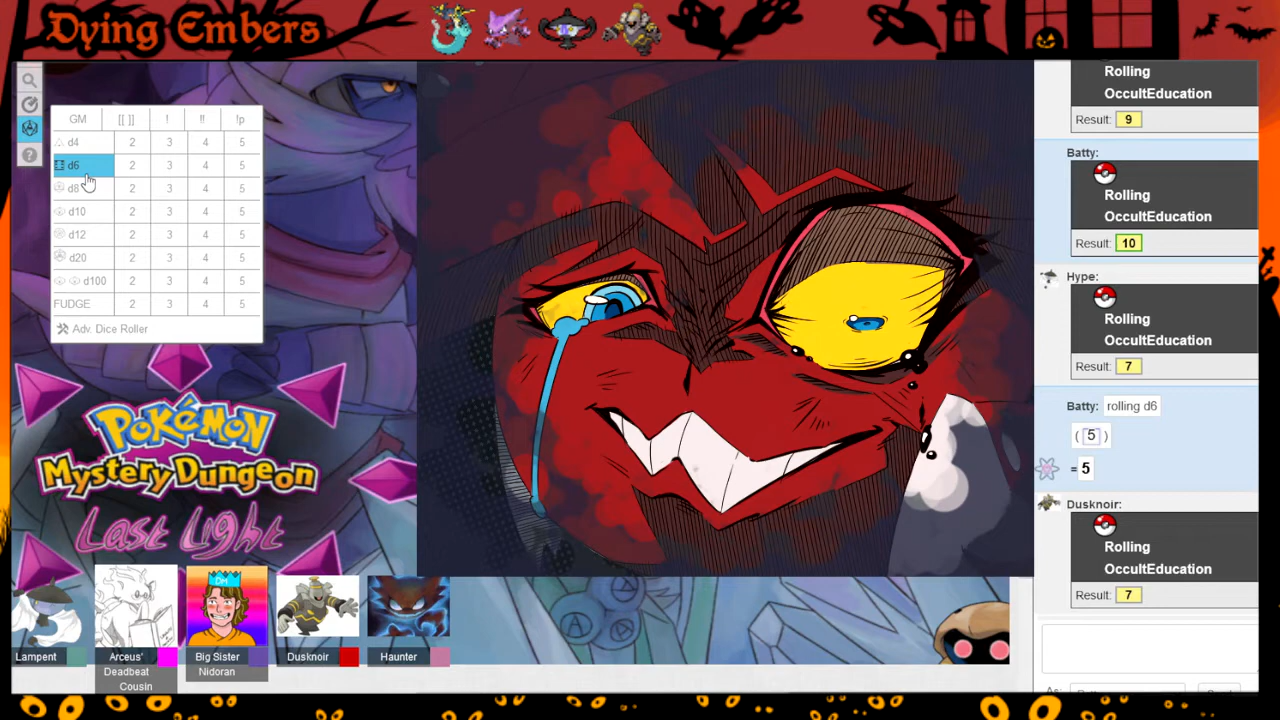 Dying Embers
GM [[ ]] ! !! !p
d4 2 3 4 5
d6 2 3 4 5
d8 2 3 4 5
d10 2 3 4 5
d12 2 3 4 5
d20 2 3 4 5
d100 2 3 4 5
FUDGE 2 3 4 5
Adv. Dice Roller
Pokémon
Mystery Dungeon
Last Light
DM
Lampent
Arceus'
Deadbeat
Cousin
Big Sister
Nidoran
Dusknoir
Haunter
Rolling
OccultEducation
Result: 9
Batty:
Rolling
OccultEducation
Result: 10
Hype:
Rolling
OccultEducation
Result: 7
Batty: rolling d6
( 5 )
= 5
Dusknoir:
Rolling
OccultEducation
Result: 7
As: